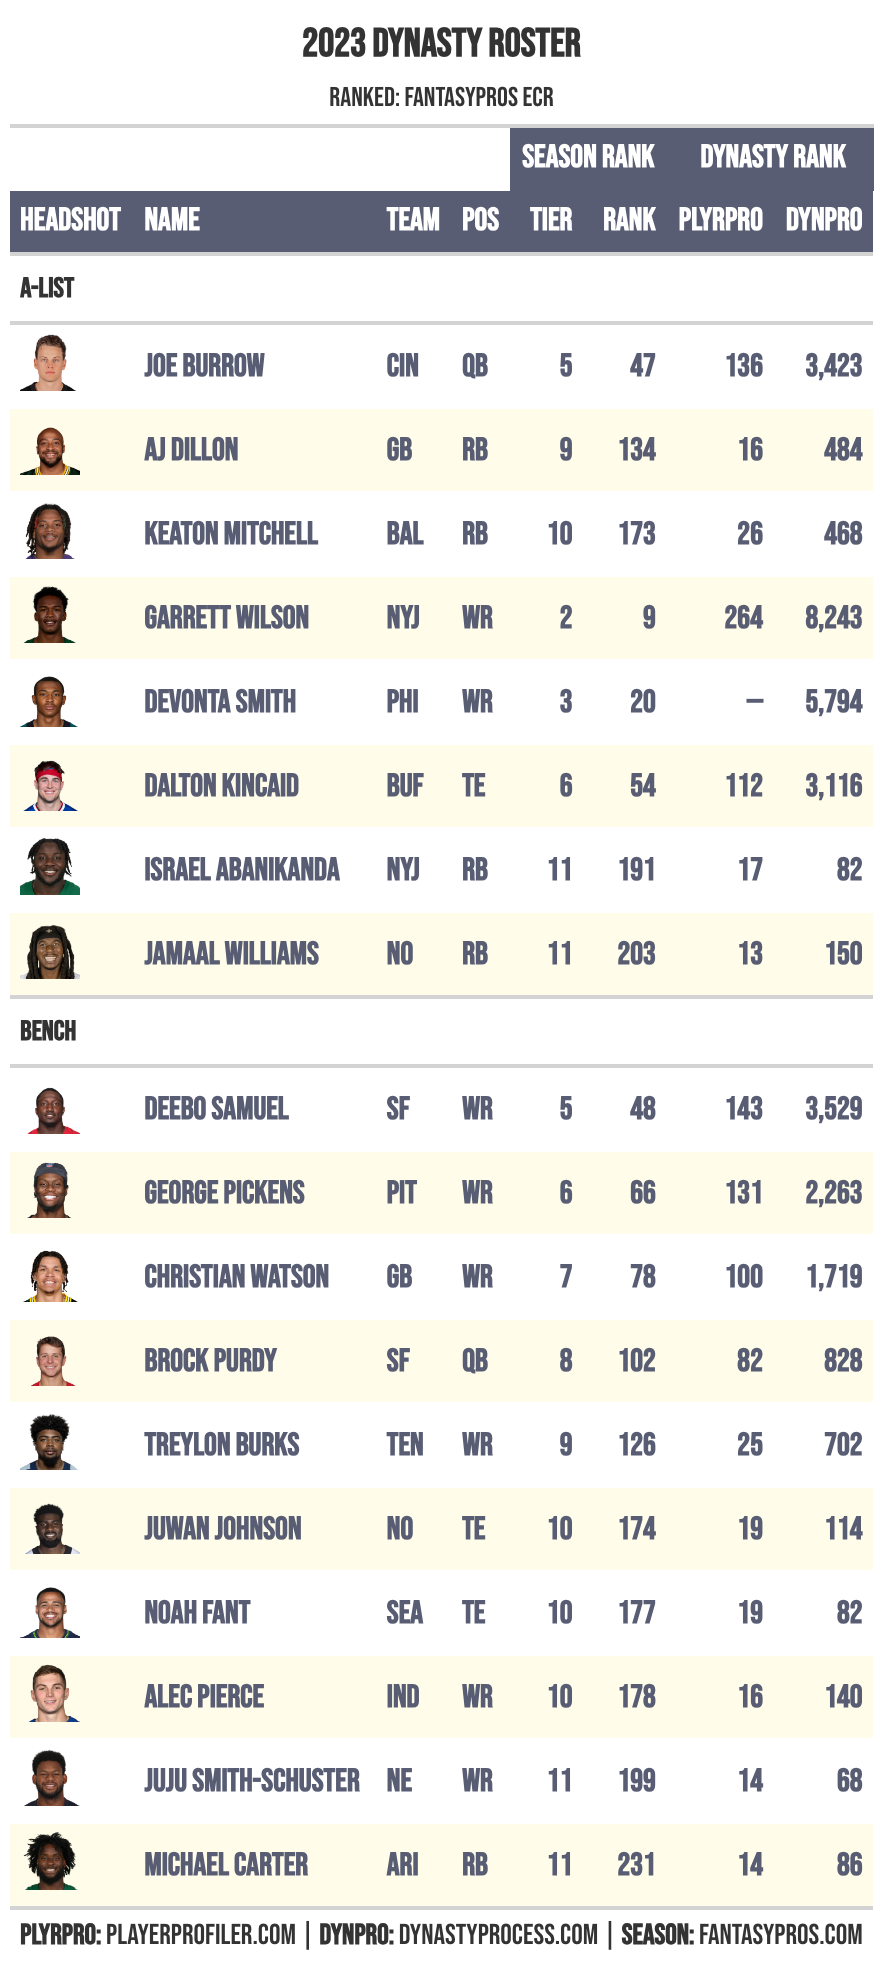 2023 DYNASTY ROSTER
RANKED: FANTASYPROS ECR
SEASON RANK DYNASTY RANK
HEADSHOT NAME TEAM POS TIER RANK PLYRPRO DYNPRO
A-LIST
JOE BURROW CIN QB 5 47 136 3,423
AJ DILLON GB RB 9 134 16 484
KEATON MITCHELL BAL RB 10 173 26 468
GARRETT WILSON NYJ WR 2 9 264 8,243
DEVONTA SMITH PHI WR 3 20 — 5,794
DALTON KINCAID BUF TE 6 54 112 3,116
ISRAEL ABANIKANDA NYJ RB 11 191 17 82
JAMAAL WILLIAMS NO RB 11 203 13 150
BENCH
DEEBO SAMUEL SF WR 5 48 143 3,529
GEORGE PICKENS PIT WR 6 66 131 2,263
CHRISTIAN WATSON GB WR 7 78 100 1,719
BROCK PURDY SF QB 8 102 82 828
TREYLON BURKS TEN WR 9 126 25 702
JUWAN JOHNSON NO TE 10 174 19 114
NOAH FANT SEA TE 10 177 19 82
ALEC PIERCE IND WR 10 178 16 140
JUJU SMITH-SCHUSTER NE WR 11 199 14 68
MICHAEL CARTER ARI RB 11 231 14 86
PLYRPRO: PLAYERPROFILER.COM | DYNPRO: DYNASTYPROCESS.COM | SEASON: FANTASYPROS.COM